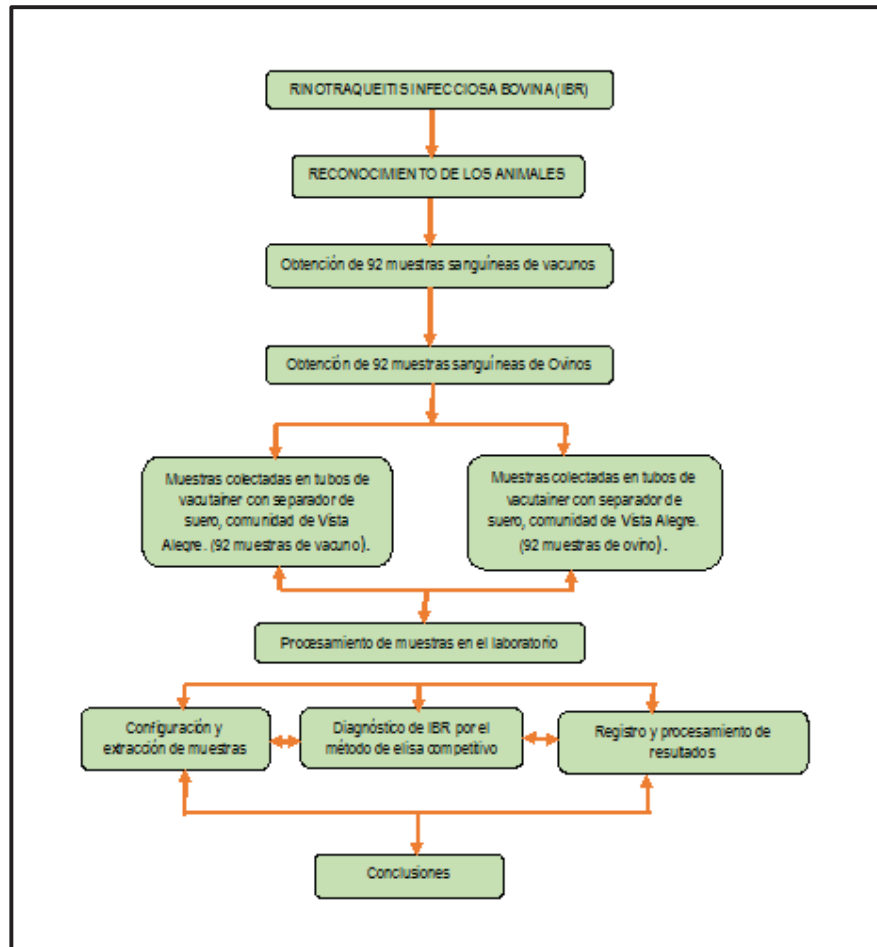 RINOTRAQUEITIS INFECCIOSA BOVINA (IBR)
RECONOCIMIENTO DE LOS ANIMALES
Obtención de 92 muestras sanguíneas de vacunos
Obtención de 92 muestras sanguíneas de Ovinos
Muestras colectadas en tubos de
vacutainer con separador de
suero, comunidad de Vista
Alegre. (92 muestras de vacuno).
Muestras colectadas en tubos de
vacutainer con separador de
suero, comunidad de Vista Alegre.
(92 muestras de ovino).
Procesamiento de muestras en el laboratorio
Configuración y
extracción de muestras
Diagnóstico de IBR por el
método de elisa competitivo
Registro y procesamiento de
resultados
Conclusiones